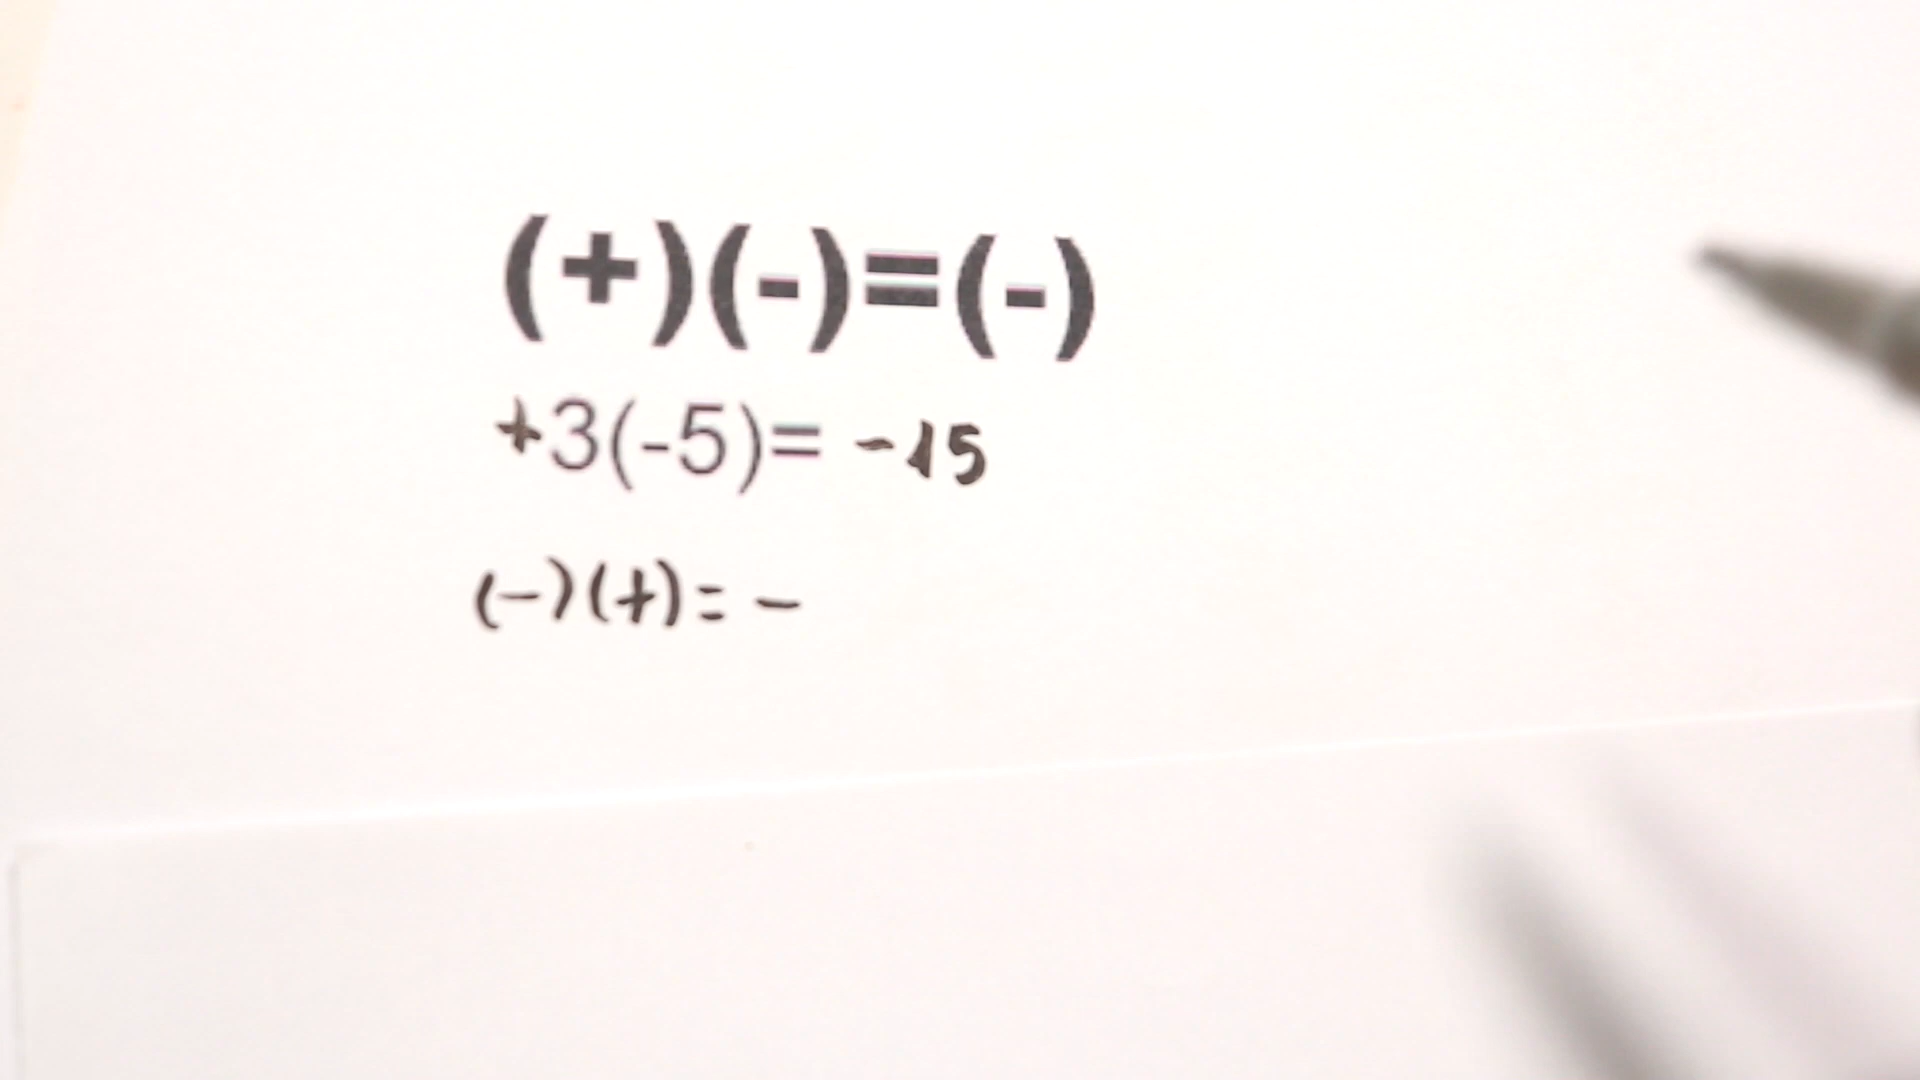 (+)(-)=(-)
+3(-5)= -15
(-)(+)= -